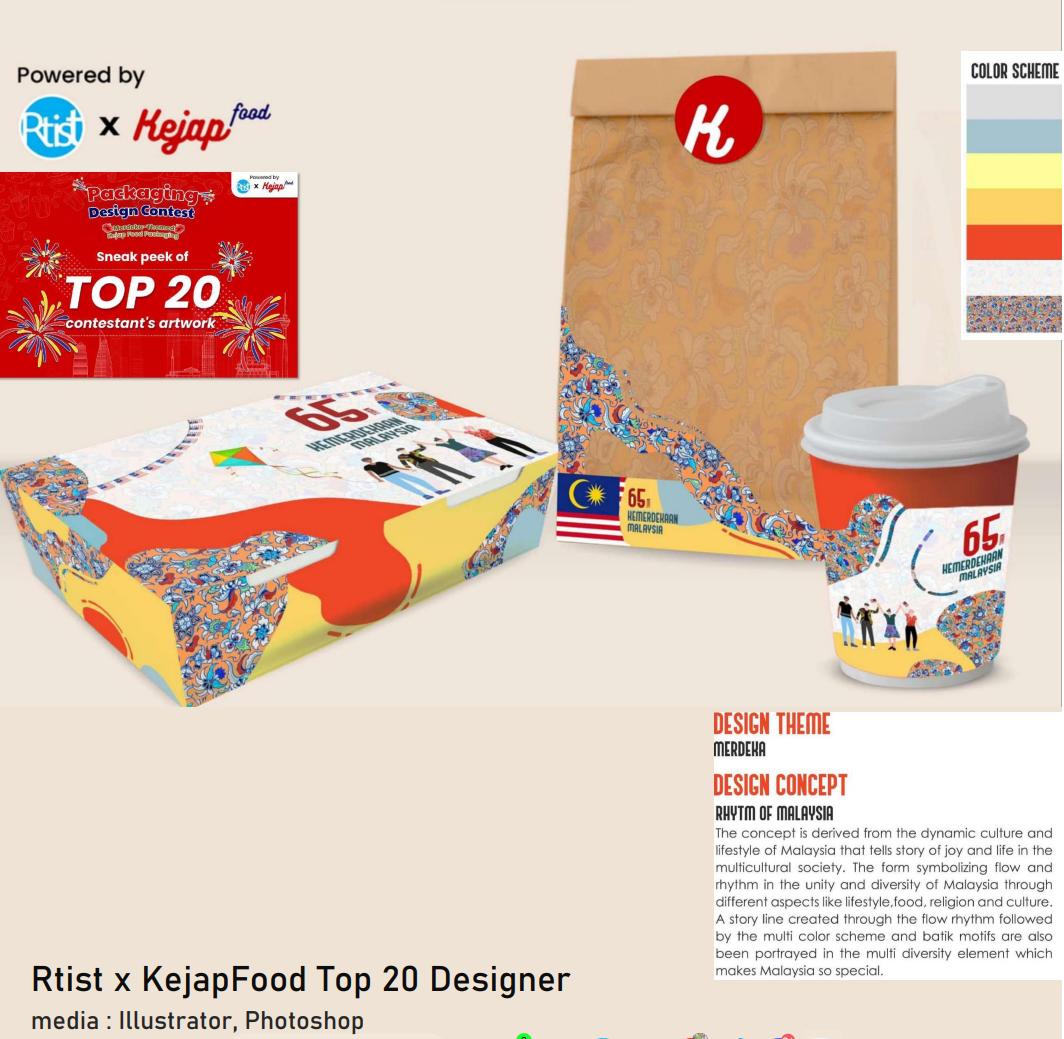 Powered by
Rtist x Kejap food
COLOR SCHEME
K
Powered by
Rtist x Kejap food
Packaging
Design Contest
Merdeka-Themed
Kejap Food Packaging
Sneak peek of
TOP 20
contestant's artwork
65
KEMERDEKAAN
MALAYSIA
65
KEMERDEKAAN
MALAYSIA
65
KEMERDEKAAN
MALAYSIA
DESIGN THEME
MERDEKA
DESIGN CONCEPT
RHYTM OF MALAYSIA
The concept is derived from the dynamic culture and
lifestyle of Malaysia that tells story of joy and life in the
multicultural society. The form symbolizing flow and
rhythm in the unity and diversity of Malaysia through
different aspects like lifestyle,food, religion and culture.
A story line created through the flow rhythm followed
by the multi color scheme and batik motifs are also
been portrayed in the multi diversity element which
makes Malaysia so special.
Rtist x KejapFood Top 20 Designer
media : Illustrator, Photoshop